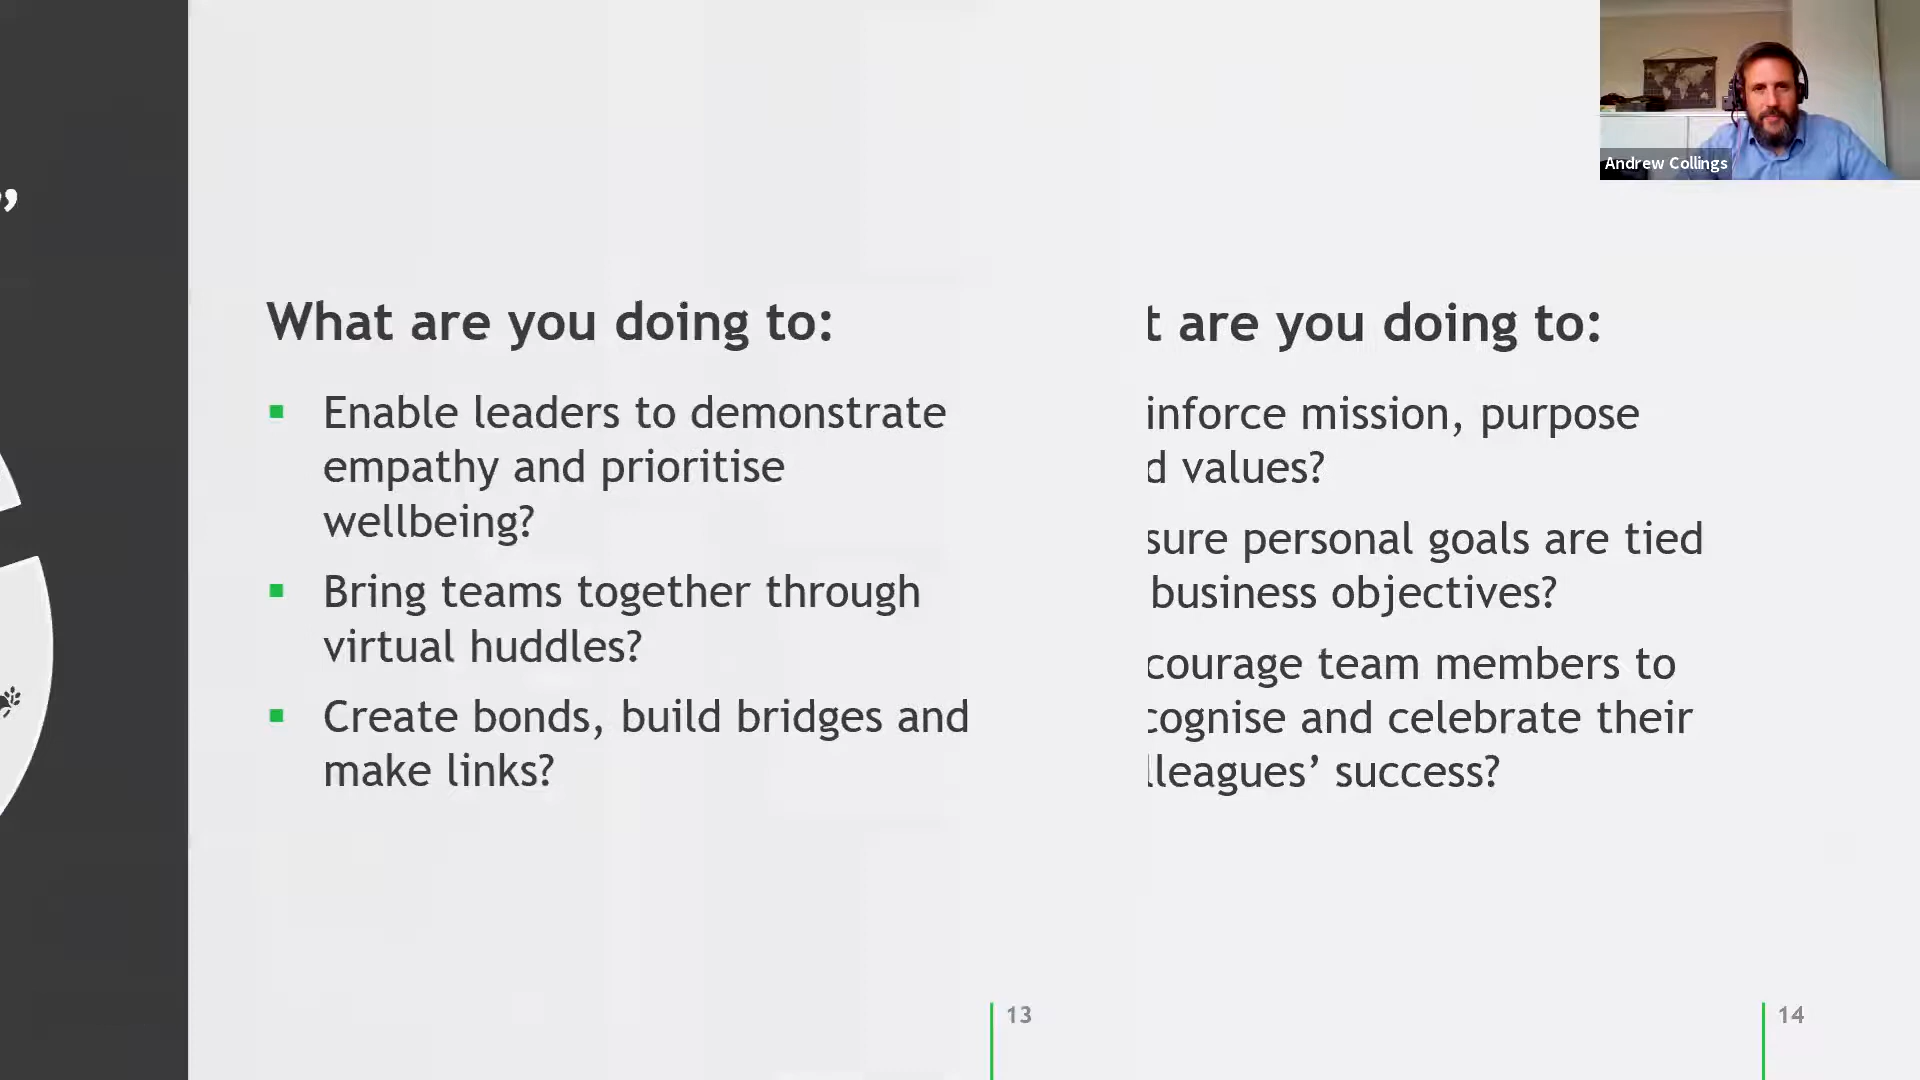 Andrew Collings
”
What are you doing to:
Enable leaders to demonstrate
empathy and prioritise
wellbeing?
Bring teams together through
virtual huddles?
Create bonds, build bridges and
make links?
13
t are you doing to:
inforce mission, purpose
d values?
sure personal goals are tied
business objectives?
courage team members to
cognise and celebrate their
lleagues’ success?
14